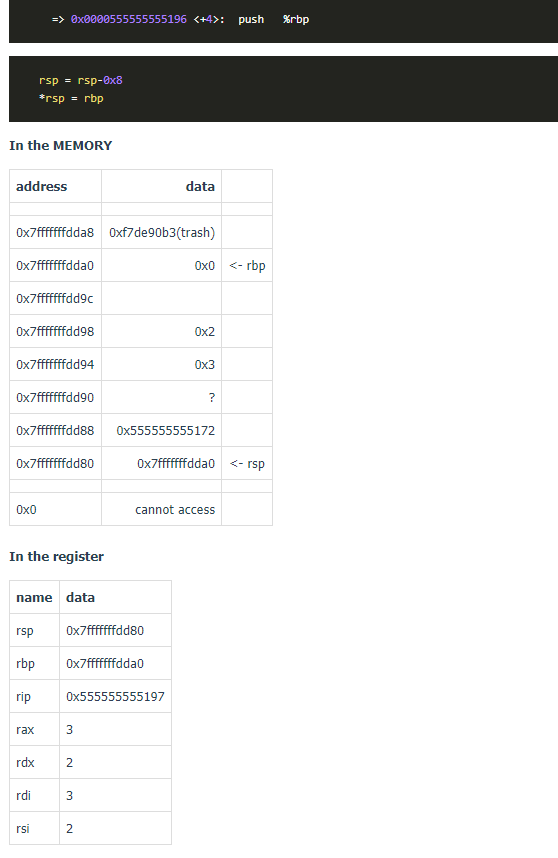 => 0x0000555555555196 <+4>: push %rbp
rsp = rsp-0x8
*rsp = rbp
In the MEMORY
address data
0x7fffffffdda8 0xf7de90b3(trash)
0x7fffffffdda0 0x0 <- rbp
0x7fffffffdd9c
0x7fffffffdd98 0x2
0x7fffffffdd94 0x3
0x7fffffffdd90 ?
0x7fffffffdd88 0x555555555172
0x7fffffffdd80 0x7fffffffdda0 <- rsp
0x0 cannot access
In the register
name data
rsp 0x7fffffffdd80
rbp 0x7fffffffdda0
rip 0x555555555197
rax 3
rdx 2
rdi 3
rsi 2